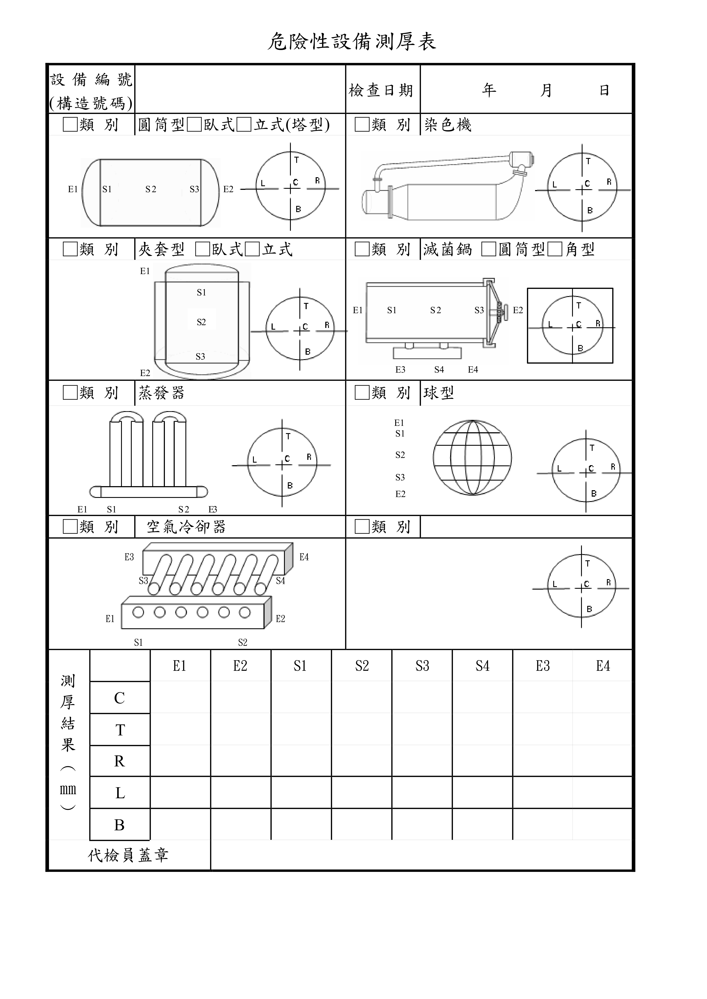 危險性設備測厚表
設備編號
(構造號碼)
檢查日期
年 月 日
□類 別 圓筒型□臥式□立式(塔型)
□類 別 染色機
E1 S1 S2 S3 E2
T
L C R
B
T
L C R
B
□類 別 夾套型 □臥式□立式
□類 別 滅菌鍋 □圓筒型□角型
E1
S1
S2
S3
E2
T
L C R
B
E1 S1 S2 S3 E2
E3 S4 E4
T
L C R
B
□類 別 蒸發器
□類 別 球型
E1 S1 S2 E3
T
L C R
B
E1
S1
S2
S3
E2
T
L C R
B
□類 別 空氣冷卻器
□類 別
E3 E4
S3 S4
E1 E2
S1 S2
T
L C R
B
測厚結果(mm)
E1 E2 S1 S2 S3 S4 E3 E4
C
T
R
L
B
代檢員蓋章